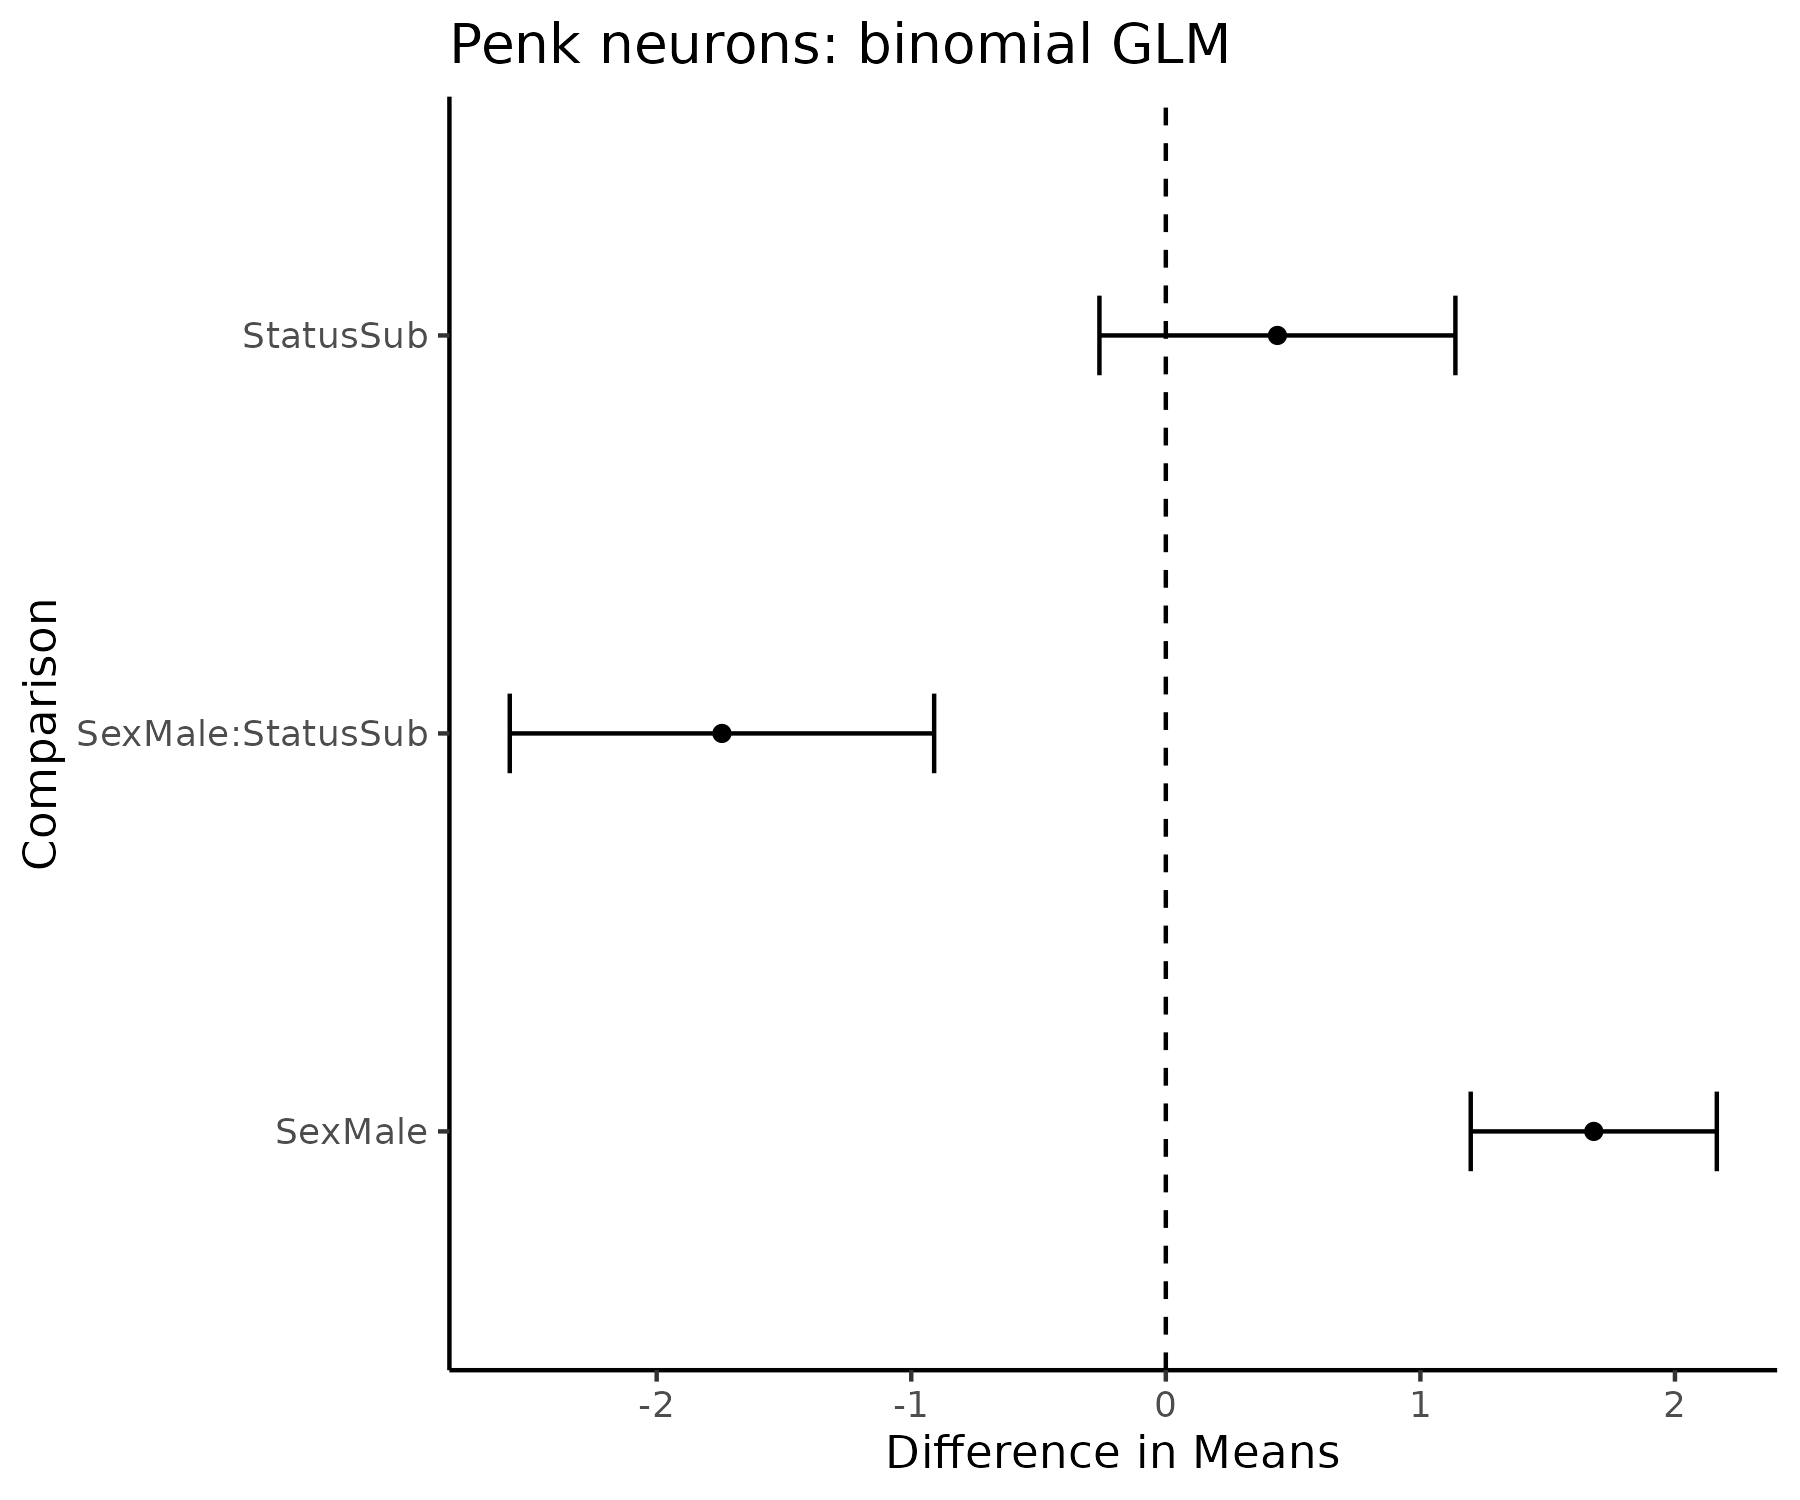 Penk neurons: binomial GLM
Comparison
StatusSub
SexMale:StatusSub
SexMale
-2 -1 0 1 2
Difference in Means